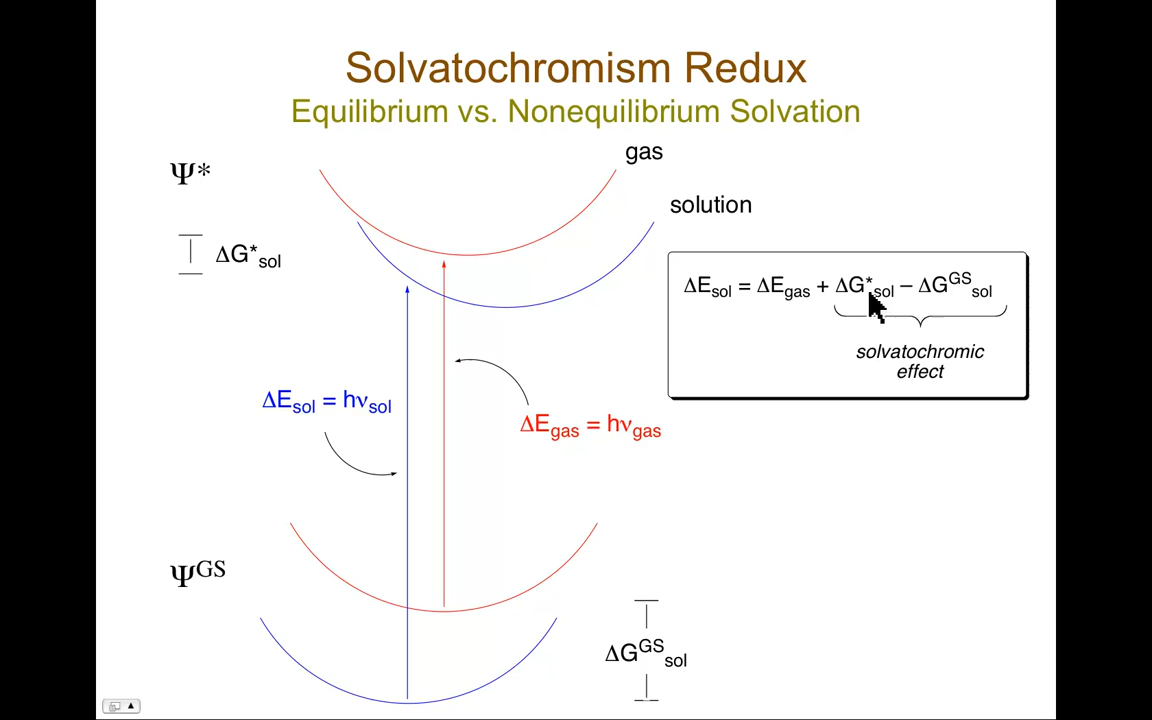 Solvatochromism Redux
Equilibrium vs. Nonequilibrium Solvation
gas
Ψ*
solution
ΔG*sol
ΔEsol = ΔEgas + ΔG*sol – ΔGGSsol
solvatochromic
effect
ΔEsol = hνsol
ΔEgas = hνgas
ΨGS
ΔGGSsol